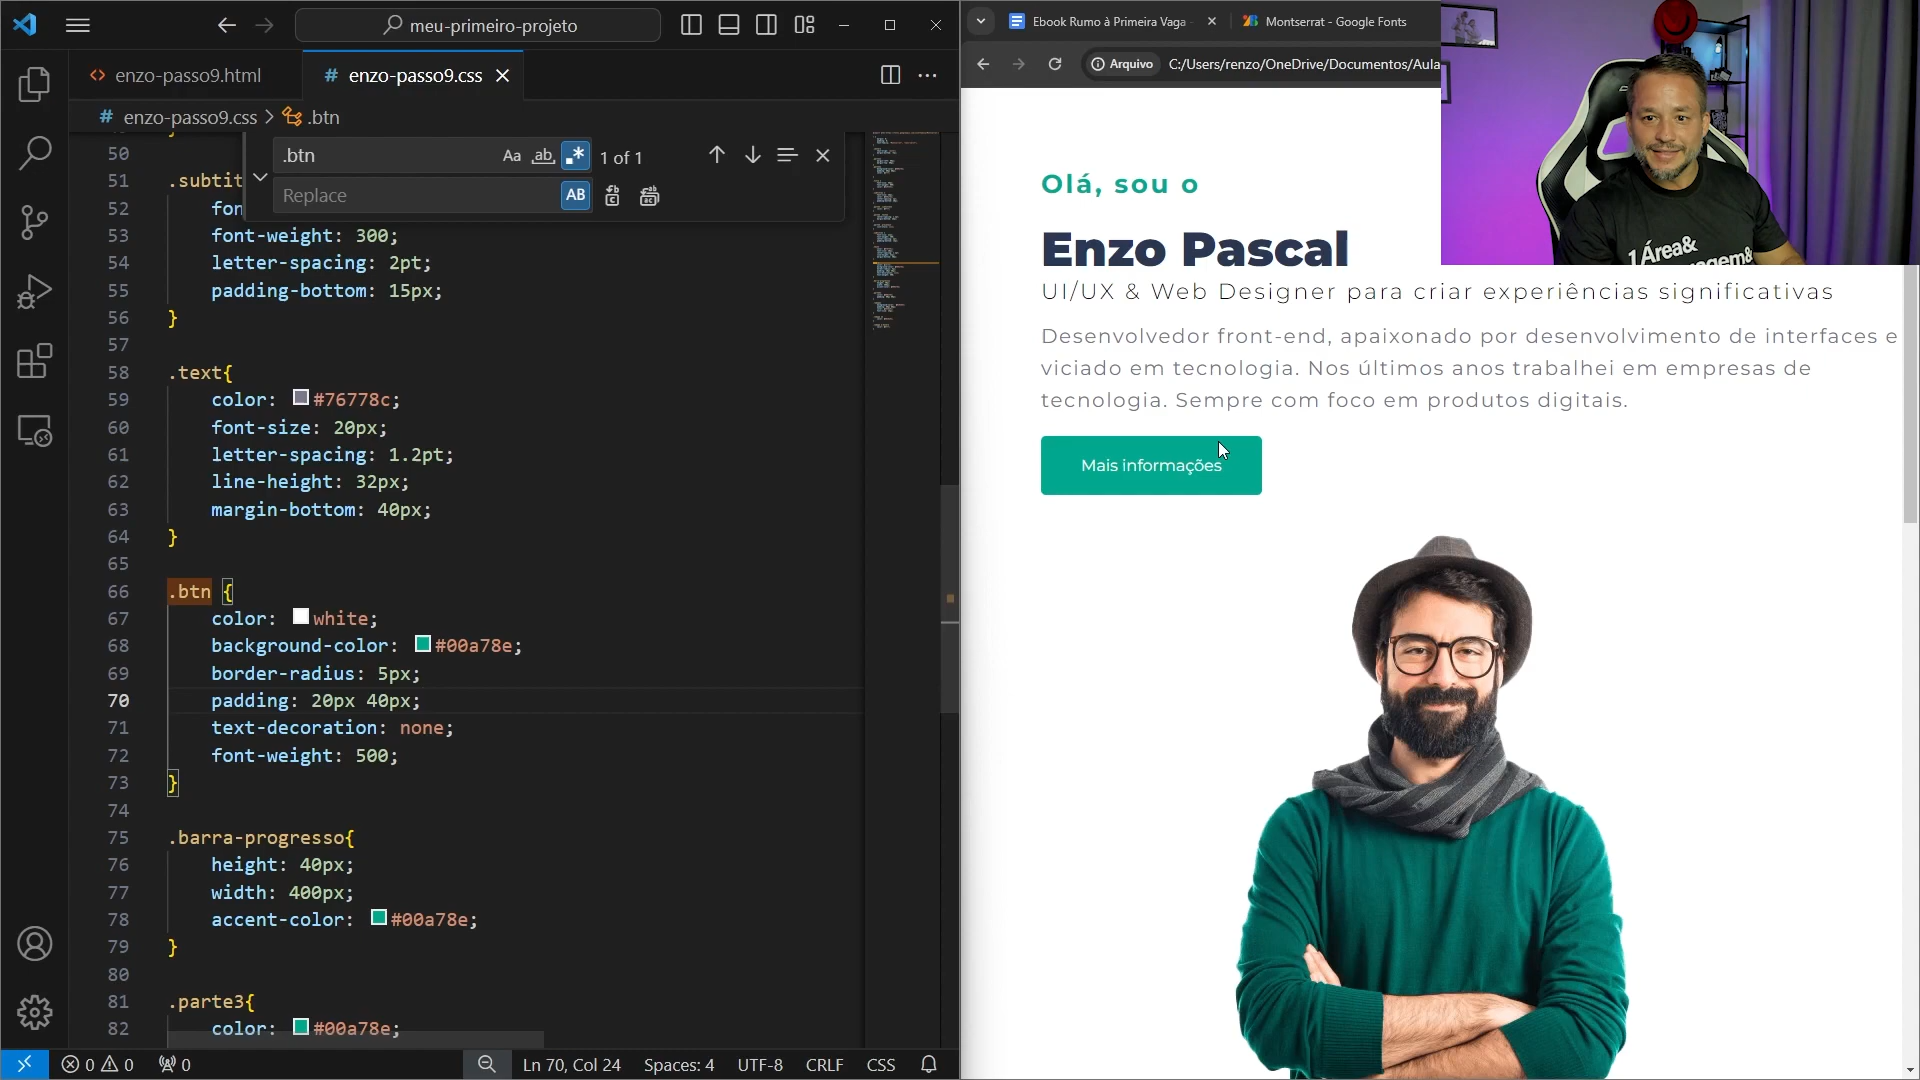 meu-primeiro-projeto
enzo-passo9.html
# enzo-passo9.css
# enzo-passo9.css > .btn
.btn
Aa ab 1 of 1
Replace
AB
50
51 .subtit
52 fon
53 font-weight: 300;
54 letter-spacing: 2pt;
55 padding-bottom: 15px;
56 }
57
58 .text{
59 color: #76778c;
60 font-size: 20px;
61 letter-spacing: 1.2pt;
62 line-height: 32px;
63 margin-bottom: 40px;
64 }
65
66 .btn {
67 color: white;
68 background-color: #00a78e;
69 border-radius: 5px;
70 padding: 20px 40px;
71 text-decoration: none;
72 font-weight: 500;
73 }
74
75 .barra-progresso{
76 height: 40px;
77 width: 400px;
78 accent-color: #00a78e;
79 }
80
81 .parte3{
82 color: #00a78e;
0 0 0
Ln 70, Col 24 Spaces: 4 UTF-8 CRLF CSS
Ebook Rumo à Primeira Vaga
Montserrat - Google Fonts
Arquivo C:/Users/renzo/OneDrive/Documentos/Aula
1 Área&
gem&
Olá, sou o
Enzo Pascal
UI/UX & Web Designer para criar experiências significativas
Desenvolvedor front-end, apaixonado por desenvolvimento de interfaces e
viciado em tecnologia. Nos últimos anos trabalhei em empresas de
tecnologia. Sempre com foco em produtos digitais.
Mais informações